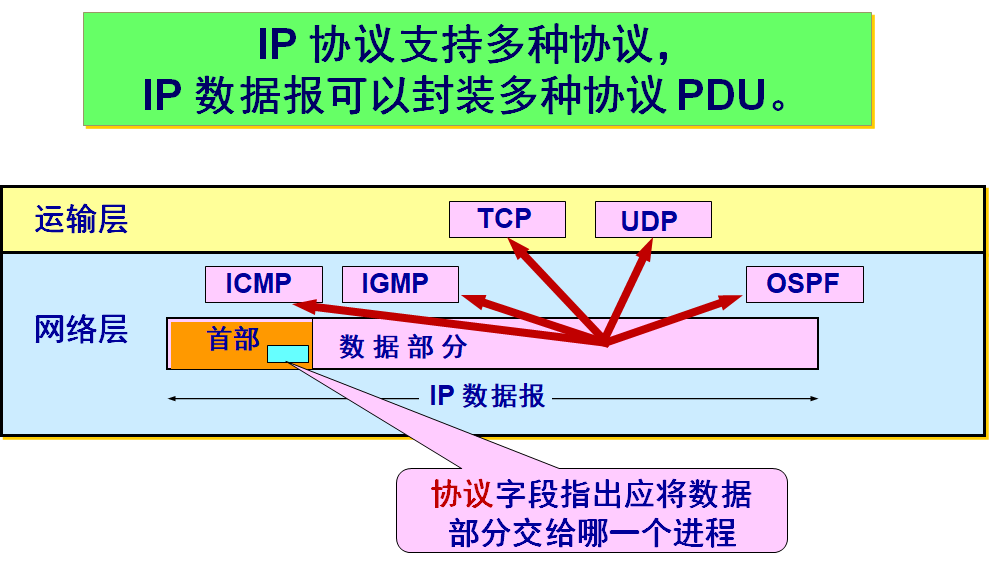 IP 协议支持多种协议，
IP 数据报可以封装多种协议 PDU。
运输层
TCP
UDP
ICMP
IGMP
OSPF
网络层
首部
数据部分
IP 数据报
协议字段指出应将数据
部分交给哪一个进程